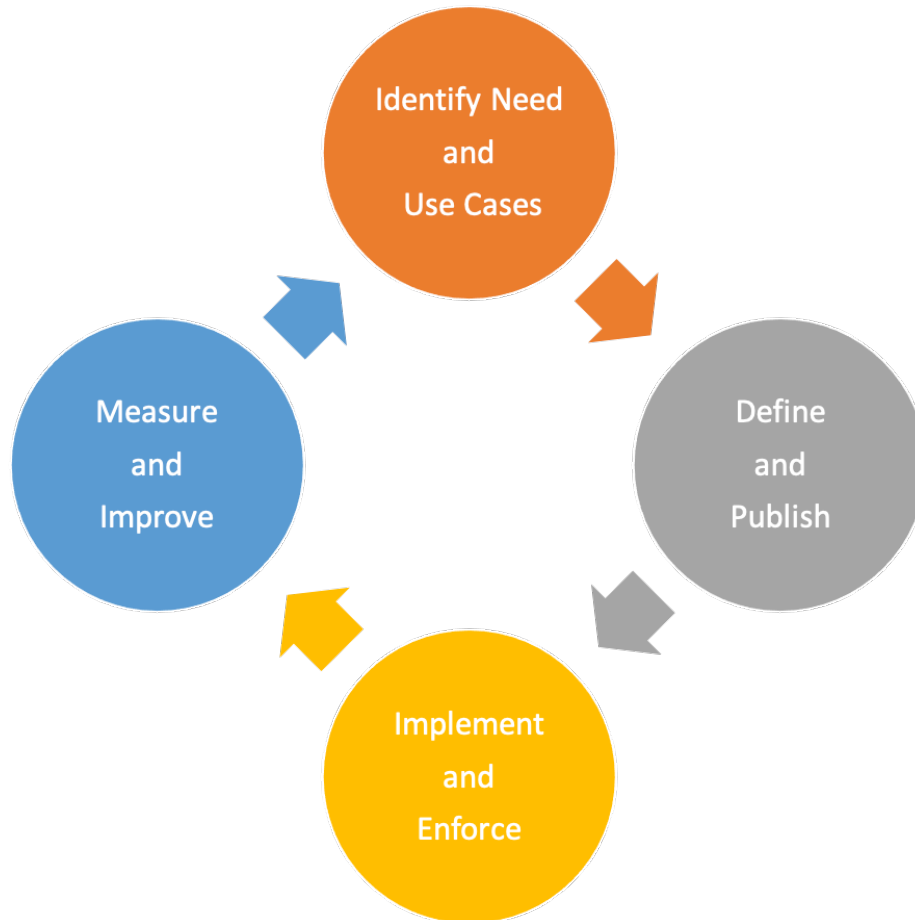 Identify Need
and
Use Cases
Define
and
Publish
Implement
and
Enforce
Measure
and
Improve